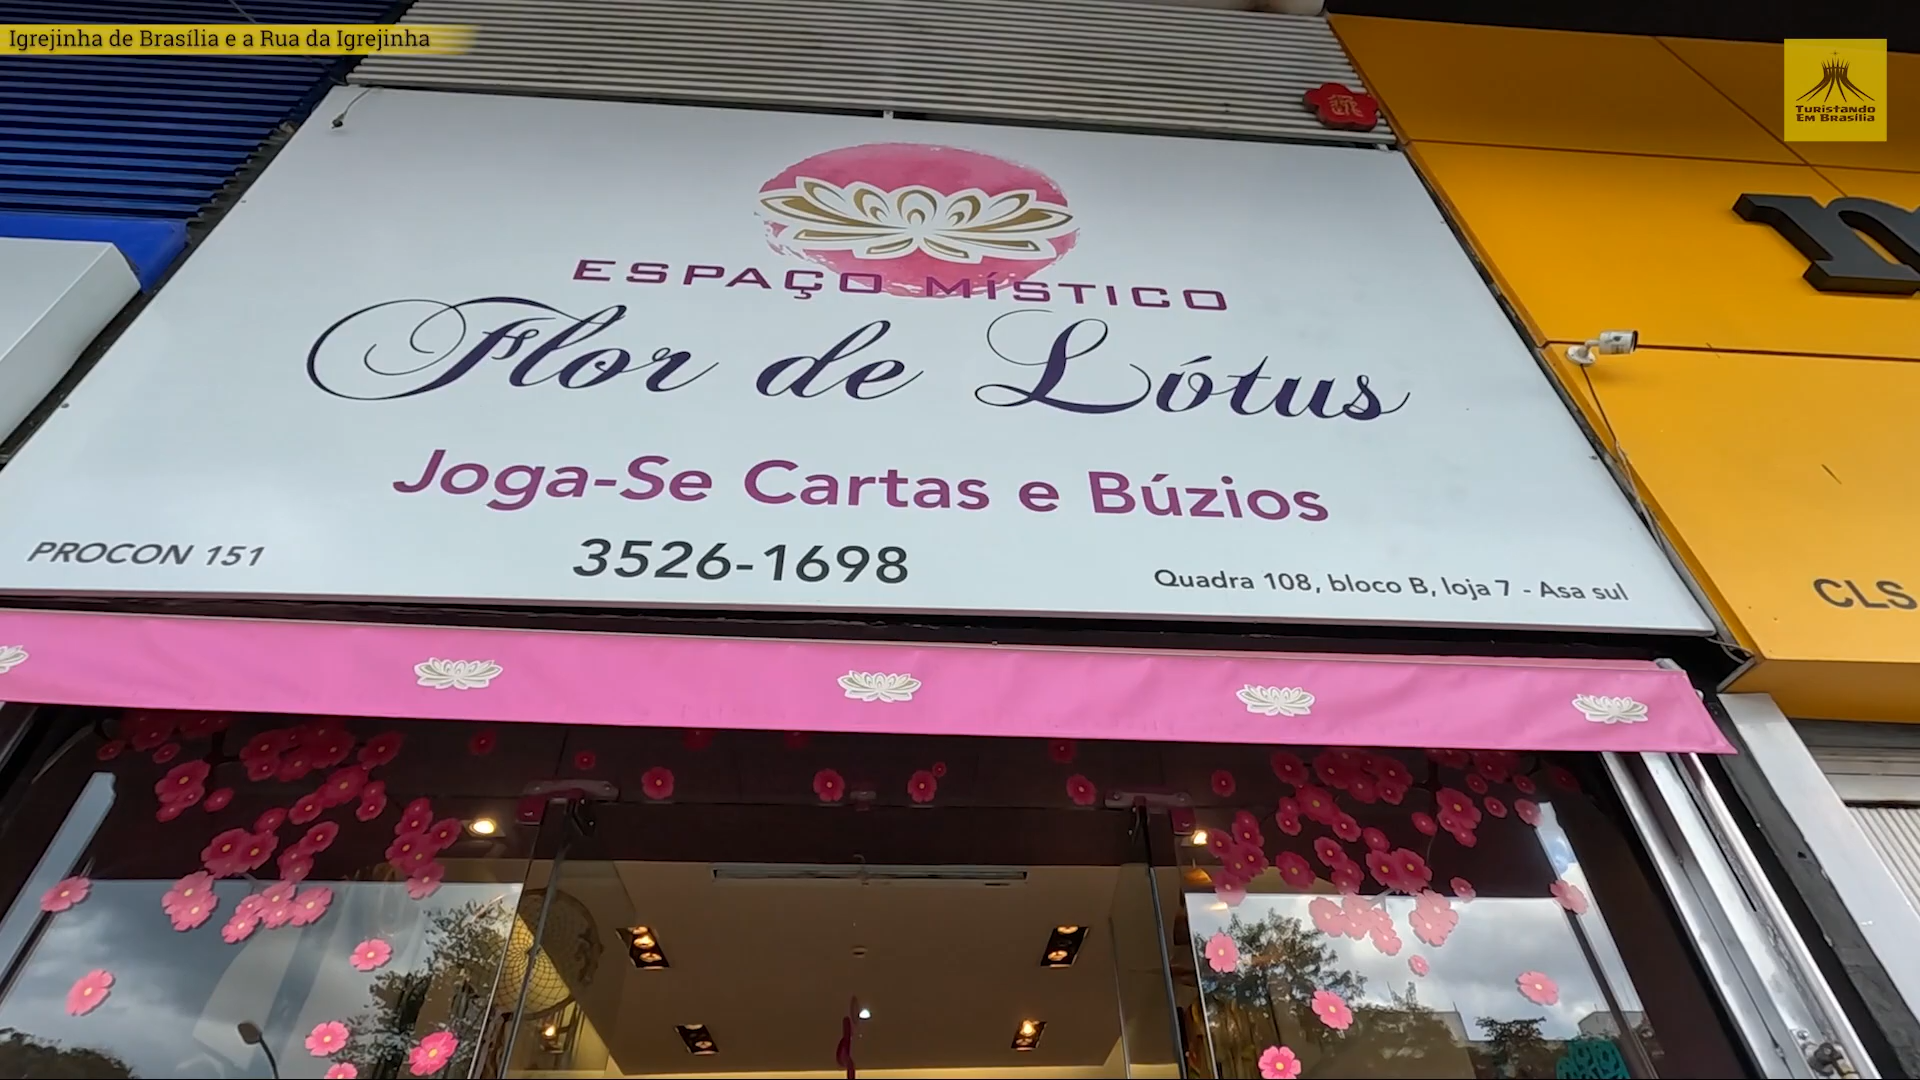 Igrejinha de Brasília e a Rua da Igrejinha
Turistando
Em Brasília
ESPAÇO MÍSTICO
Flor de Lótus
Joga-Se Cartas e Búzios
3526-1698
PROCON 151
Quadra 108, bloco B, loja 7 - Asa sul
CLS